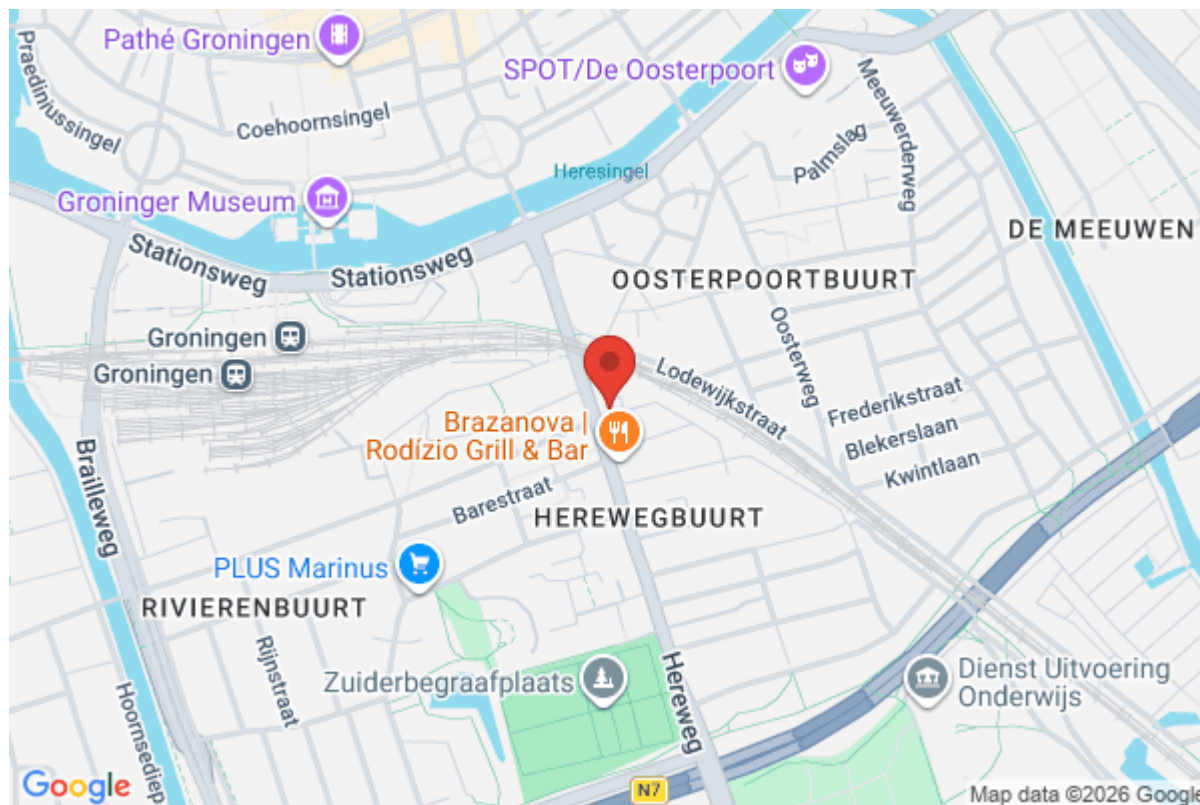 Pathé Groningen
Praediniussingel
SPOT/De Oosterpoort
Coehoornsingel
Meeuwerderweg
Palmslag
Heresingel
Groninger Museum
DE MEEUWEN
Stationsweg
Stationsweg
OOSTERPOORTBUURT
Groningen
Groningen
Oosterweg
Lodewijkstraat
Frederikstraat
Brazanova |
Rodízio Grill & Bar
Blekerslaan
Kwintlaan
Brailleweg
Barestraat
HEREWEGBUURT
PLUS Marinus
RIVIERENBUURT
Rijnstraat
Zuiderbegraafplaats
Hereweg
Dienst Uitvoering
Onderwijs
Hoornsediep
Google
N7
Map data ©2026 Google